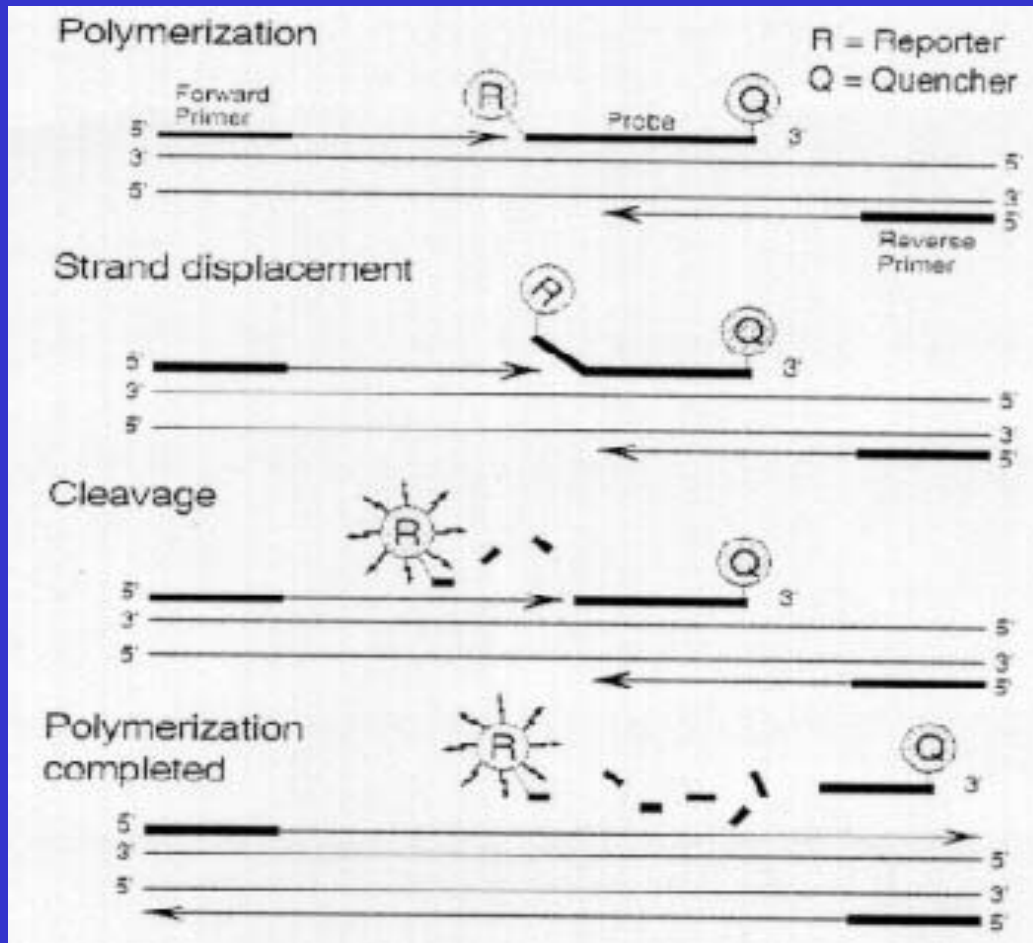 Polymerization
R = Reporter
Q = Quencher
Forward
Primer
R
Probe
Q
5'
3'
3'
5'
5'
3'
5'
Reverse
Primer
Strand displacement
R
Q
5'
3'
3'
5'
5'
3'
5'
Cleavage
R
Q
5'
3'
3'
5'
5'
3'
5'
Polymerization
completed
R
Q
3'
5'
3'
5'
5'
3'
5'